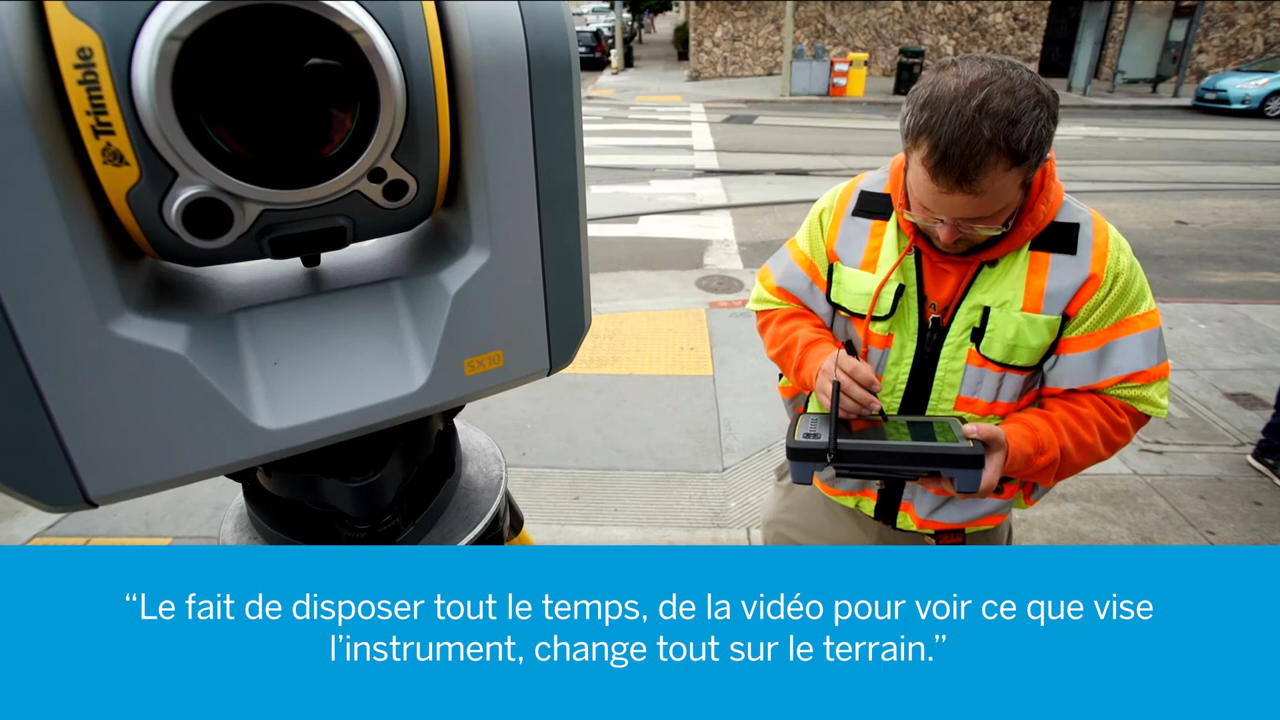 Trimble
SX10
“Le fait de disposer tout le temps, de la vidéo pour voir ce que vise
l’instrument, change tout sur le terrain.”